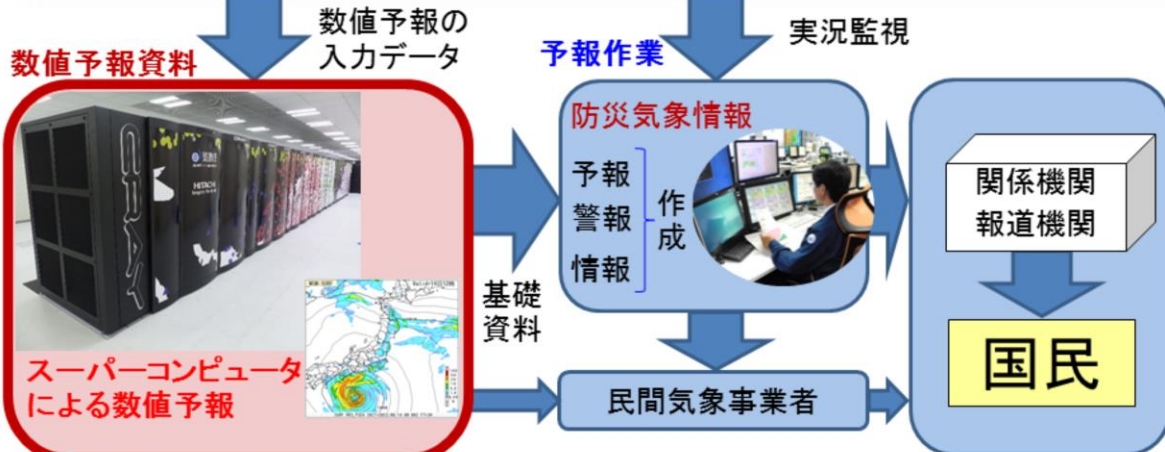 数値予報の
入力データ
実況監視
数値予報資料
予報作業
CRAY
気象庁
HITACHI
防災気象情報
予報
警報
情報
作成
基礎
資料
スーパーコンピュータ
による数値予報
民間気象事業者
関係機関
報道機関
国民